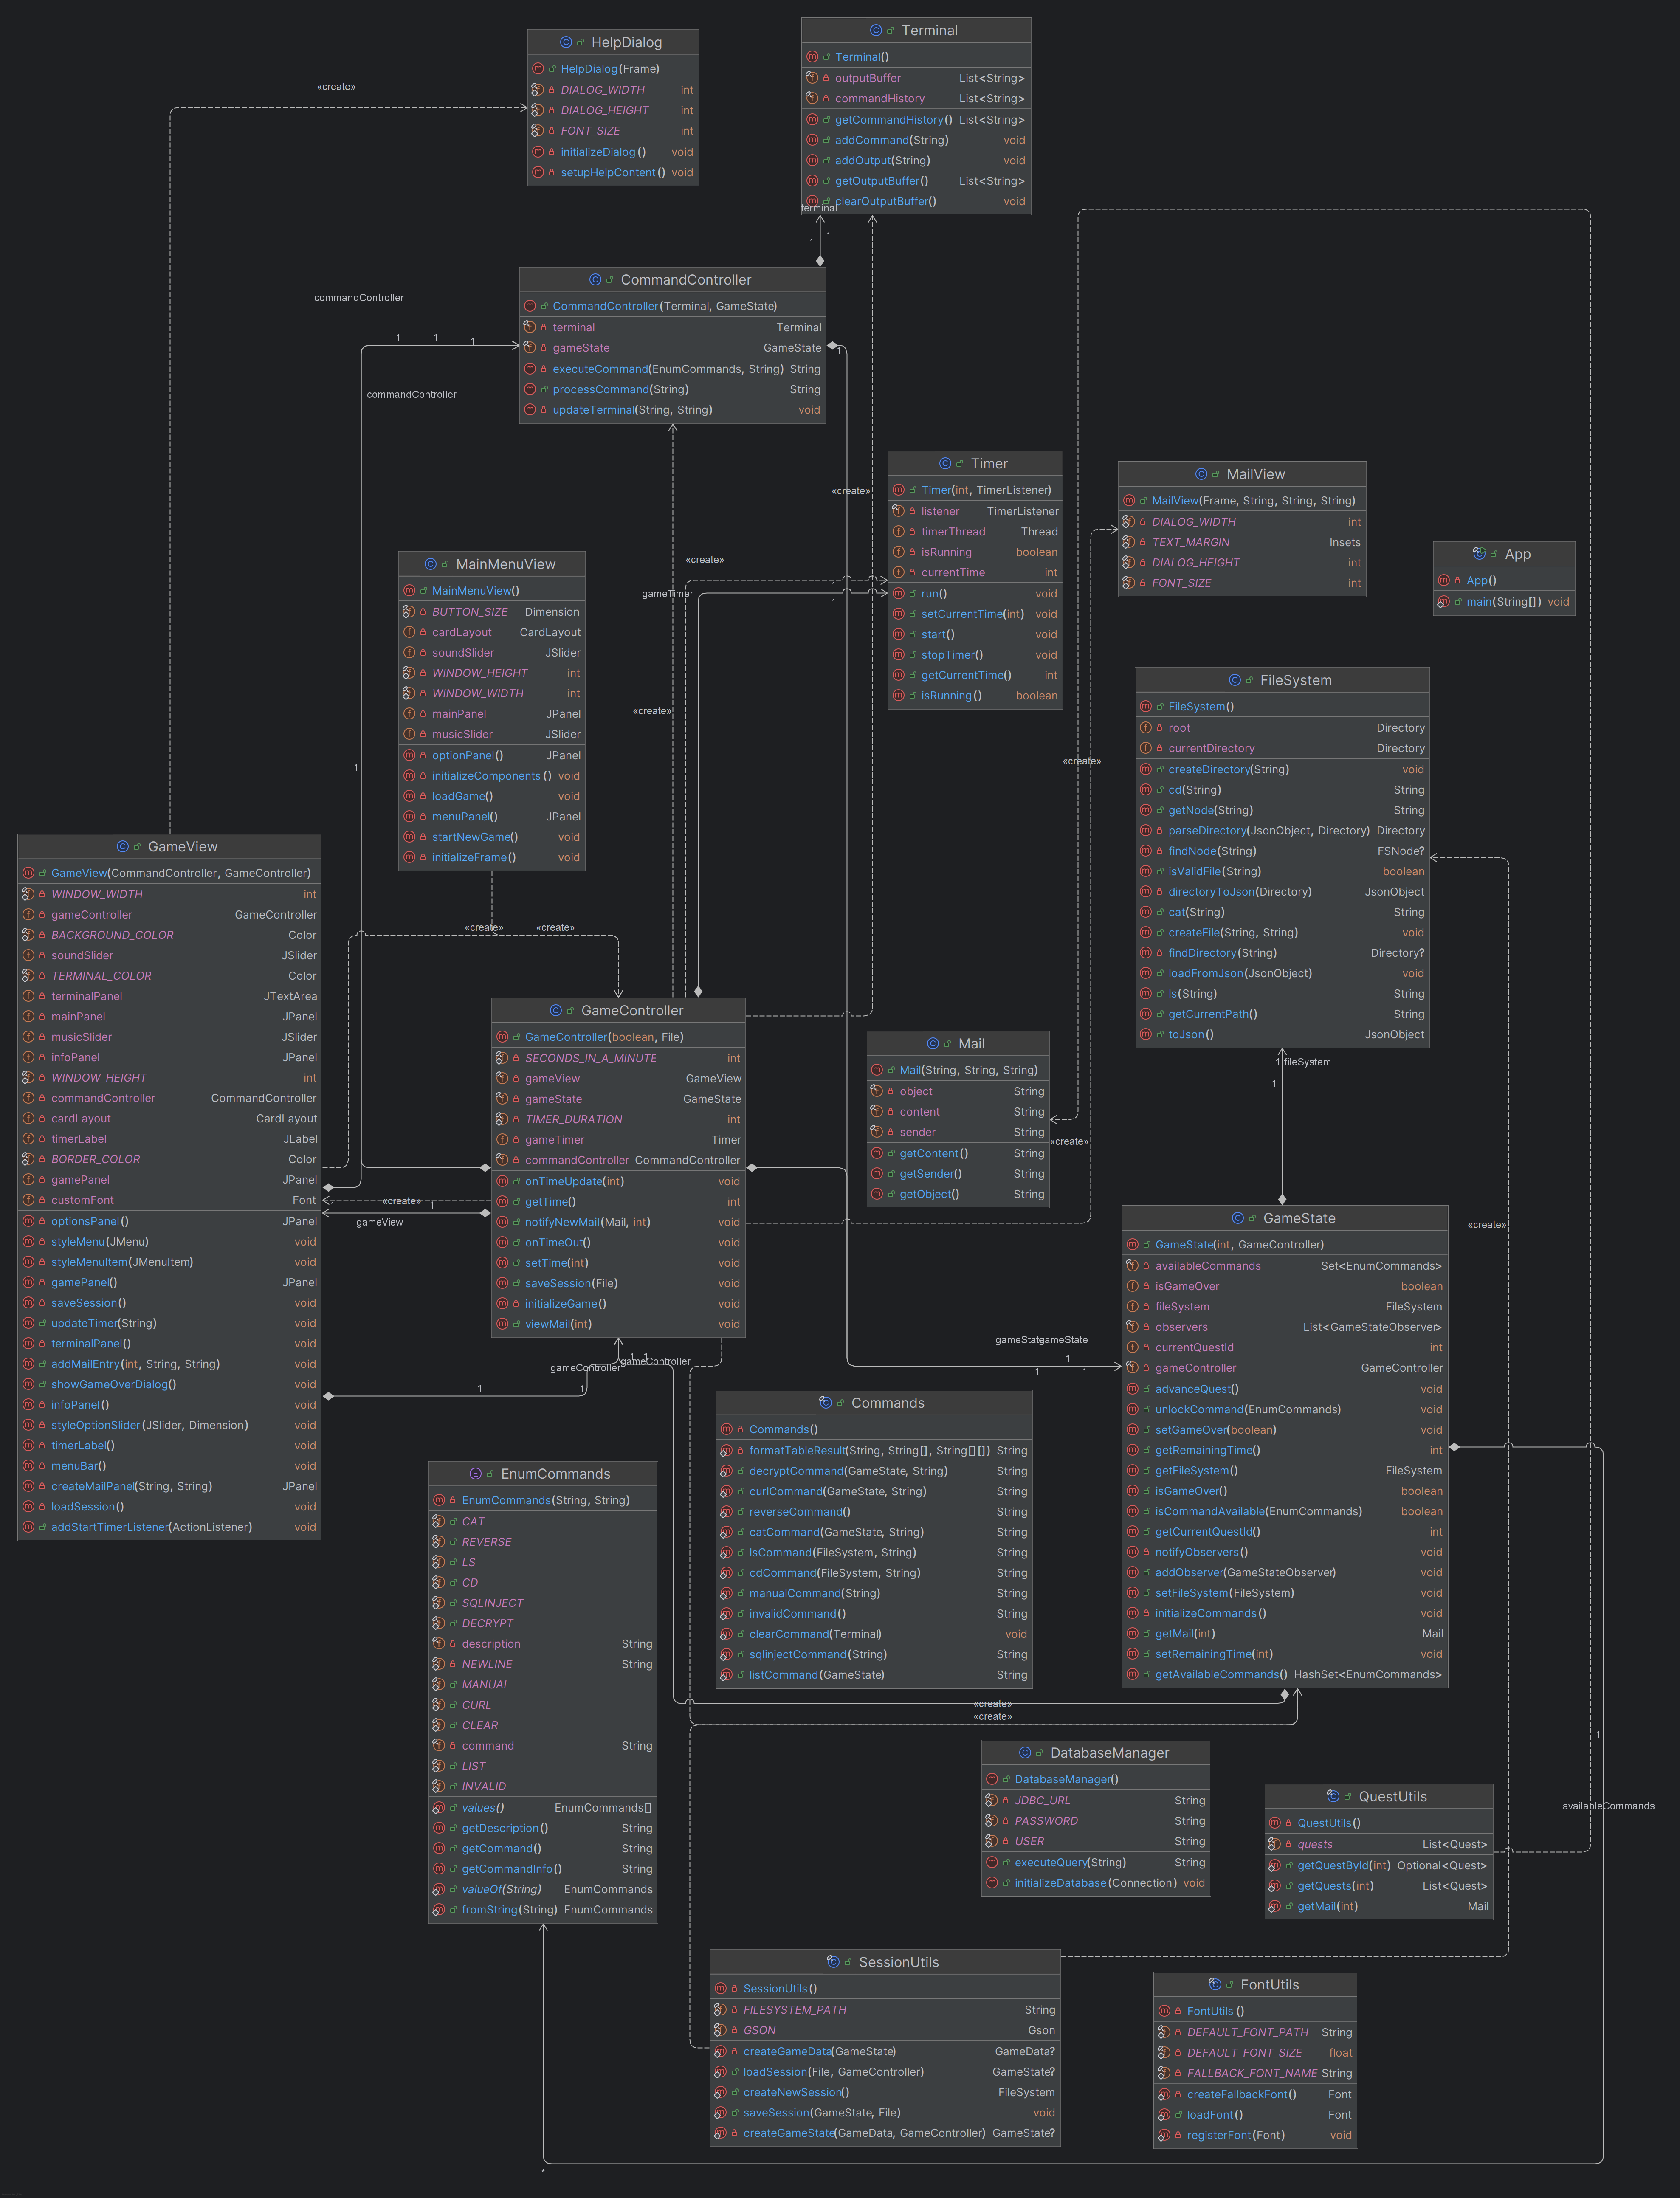 Terminal
Terminal()
outputBuffer List<String>
commandHistory List<String>
getCommandHistory() List<String>
addCommand(String) void
addOutput(String) void
getOutputBuffer() List<String>
clearOutputBuffer() void
terminal
1
1
HelpDialog
HelpDialog(Frame)
DIALOG_WIDTH int
DIALOG_HEIGHT int
FONT_SIZE int
initializeDialog() void
setupHelpContent() void
«create»
CommandController
CommandController(Terminal, GameState)
terminal Terminal
gameState GameState
executeCommand(EnumCommands, String) String
processCommand(String) String
updateTerminal(String, String) void
commandController
1 1 1
1
commandController
Timer
Timer(int, TimerListener)
listener TimerListener
timerThread Thread
isRunning boolean
currentTime int
run() void
setCurrentTime(int) void
start() void
stopTimer() void
getCurrentTime() int
isRunning() boolean
«create»
«create»
gameTimer
1
1
«create»
MailView
MailView(Frame, String, String, String)
DIALOG_WIDTH int
TEXT_MARGIN Insets
DIALOG_HEIGHT int
FONT_SIZE int
«create»
App
App()
main(String[]) void
MainMenuView
MainMenuView()
BUTTON_SIZE Dimension
cardLayout CardLayout
soundSlider JSlider
WINDOW_HEIGHT int
WINDOW_WIDTH int
mainPanel JPanel
musicSlider JSlider
optionPanel() JPanel
initializeComponents() void
loadGame() void
menuPanel() JPanel
startNewGame() void
initializeFrame() void
1
«create» «create»
FileSystem
FileSystem()
root Directory
currentDirectory Directory
createDirectory(String) void
cd(String) String
getNode(String) String
parseDirectory(JsonObject, Directory) Directory
findNode(String) FSNode?
isValidFile(String) boolean
directoryToJson(Directory) JsonObject
cat(String) String
createFile(String, String) void
findDirectory(String) Directory?
loadFromJson(JsonObject) void
ls(String) String
getCurrentPath() String
toJson() JsonObject
1 fileSystem
1
GameView
GameView(CommandController, GameController)
WINDOW_WIDTH int
gameController GameController
BACKGROUND_COLOR Color
soundSlider JSlider
TERMINAL_COLOR Color
terminalPanel JTextArea
mainPanel JPanel
musicSlider JSlider
infoPanel JPanel
WINDOW_HEIGHT int
commandController CommandController
cardLayout CardLayout
timerLabel JLabel
BORDER_COLOR Color
gamePanel JPanel
customFont Font
optionsPanel() JPanel
styleMenu(JMenu) void
styleMenuItem(JMenuItem) void
gamePanel() JPanel
saveSession() void
updateTimer(String) void
terminalPanel() void
addMailEntry(int, String, String) void
showGameOverDialog() void
infoPanel() void
styleOptionSlider(JSlider, Dimension) void
timerLabel() void
menuBar() void
createMailPanel(String, String) JPanel
loadSession() void
addStartTimerListener(ActionListener) void
1 «create» 1
gameView
GameController
GameController(boolean, File)
SECONDS_IN_A_MINUTE int
gameView GameView
gameState GameState
TIMER_DURATION int
gameTimer Timer
commandController CommandController
onTimeUpdate(int) void
getTime() int
notifyNewMail(Mail, int) void
onTimeOut() void
setTime(int) void
saveSession(File) void
initializeGame() void
viewMail(int) void
1 1
gameController gameController
1 1
Mail
Mail(String, String, String)
object String
content String
sender String
getContent() String
getSender() String
getObject() String
«create»
gameState gameState
1
1 1
GameState
GameState(int, GameController)
availableCommands Set<EnumCommands>
isGameOver boolean
fileSystem FileSystem
observers List<GameStateObserver>
currentQuestId int
gameController GameController
advanceQuest() void
unlockCommand(EnumCommands) void
setGameOver(boolean) void
getRemainingTime() int
getFileSystem() FileSystem
isGameOver() boolean
isCommandAvailable(EnumCommands) boolean
getCurrentQuestId() int
notifyObservers() void
addObserver(GameStateObserver) void
setFileSystem(FileSystem) void
initializeCommands() void
getMail(int) Mail
setRemainingTime(int) void
getAvailableCommands() HashSet<EnumCommands>
«create»
Commands
Commands()
formatTableResult(String, String[], String[][]) String
decryptCommand(GameState, String) String
curlCommand(GameState, String) String
reverseCommand() String
catCommand(GameState, String) String
lsCommand(FileSystem, String) String
cdCommand(FileSystem, String) String
manualCommand(String) String
invalidCommand() String
clearCommand(Terminal) void
sqlinjectCommand(String) String
listCommand(GameState) String
«create»
«create»
EnumCommands
EnumCommands(String, String)
CAT
REVERSE
LS
CD
SQLINJECT
DECRYPT
description String
NEWLINE String
MANUAL
CURL
CLEAR
command String
LIST
INVALID
values() EnumCommands[]
getDescription() String
getCommand() String
getCommandInfo() String
valueOf(String) EnumCommands
fromString(String) EnumCommands
DatabaseManager
DatabaseManager()
JDBC_URL String
PASSWORD String
USER String
executeQuery(String) String
initializeDatabase(Connection) void
QuestUtils
QuestUtils()
quests List<Quest>
getQuestById(int) Optional<Quest>
getQuests(int) List<Quest>
getMail(int) Mail
1
availableCommands
SessionUtils
SessionUtils()
FILESYSTEM_PATH String
GSON Gson
createGameData(GameState) GameData?
loadSession(File, GameController) GameState?
createNewSession() FileSystem
saveSession(GameState, File) void
createGameState(GameData, GameController) GameState?
FontUtils
FontUtils()
DEFAULT_FONT_PATH String
DEFAULT_FONT_SIZE float
FALLBACK_FONT_NAME String
createFallbackFont() Font
loadFont() Font
registerFont(Font) void
*